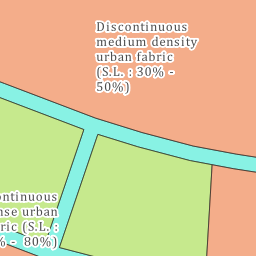 Discontinuous
medium density
urban fabric
(S.L. : 30% -
50%)
ontinuous
nse urban
ric (S.L. :
% - 80%)